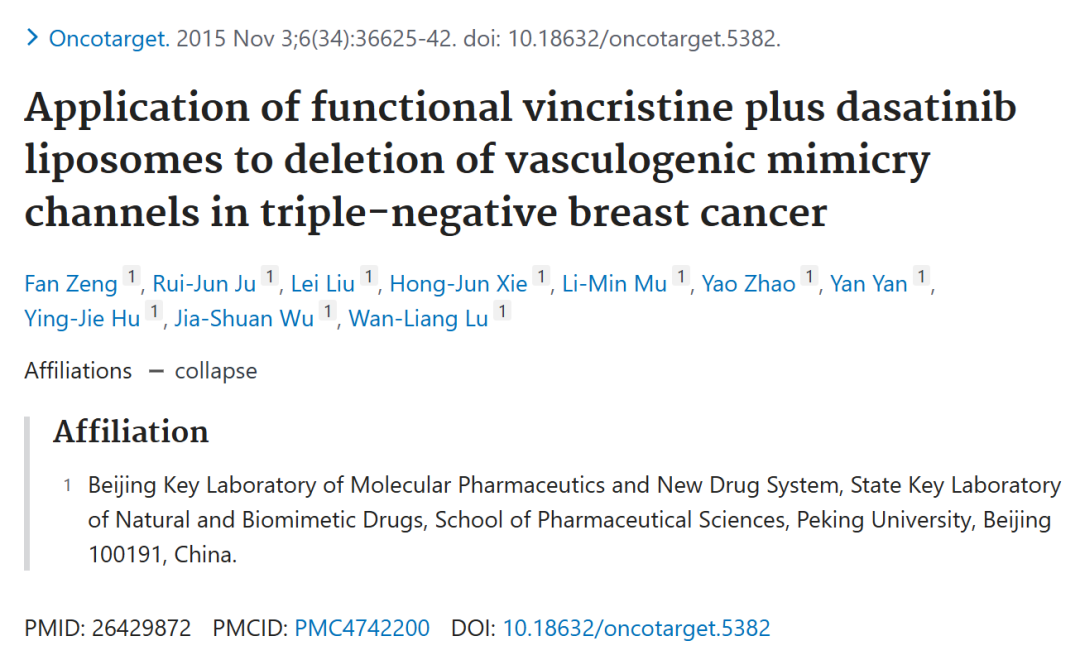 > Oncotarget. 2015 Nov 3;6(34):36625-42. doi: 10.18632/oncotarget.5382.
Application of functional vincristine plus dasatinib
liposomes to deletion of vasculogenic mimicry
channels in triple-negative breast cancer
Fan Zeng 1, Rui-Jun Ju 1, Lei Liu 1, Hong-Jun Xie 1, Li-Min Mu 1, Yao Zhao 1, Yan Yan 1,
Ying-Jie Hu 1, Jia-Shuan Wu 1, Wan-Liang Lu 1
Affiliations — collapse
Affiliation
1 Beijing Key Laboratory of Molecular Pharmaceutics and New Drug System, State Key Laboratory
of Natural and Biomimetic Drugs, School of Pharmaceutical Sciences, Peking University, Beijing
100191, China.
PMID: 26429872 PMCID: PMC4742200 DOI: 10.18632/oncotarget.5382